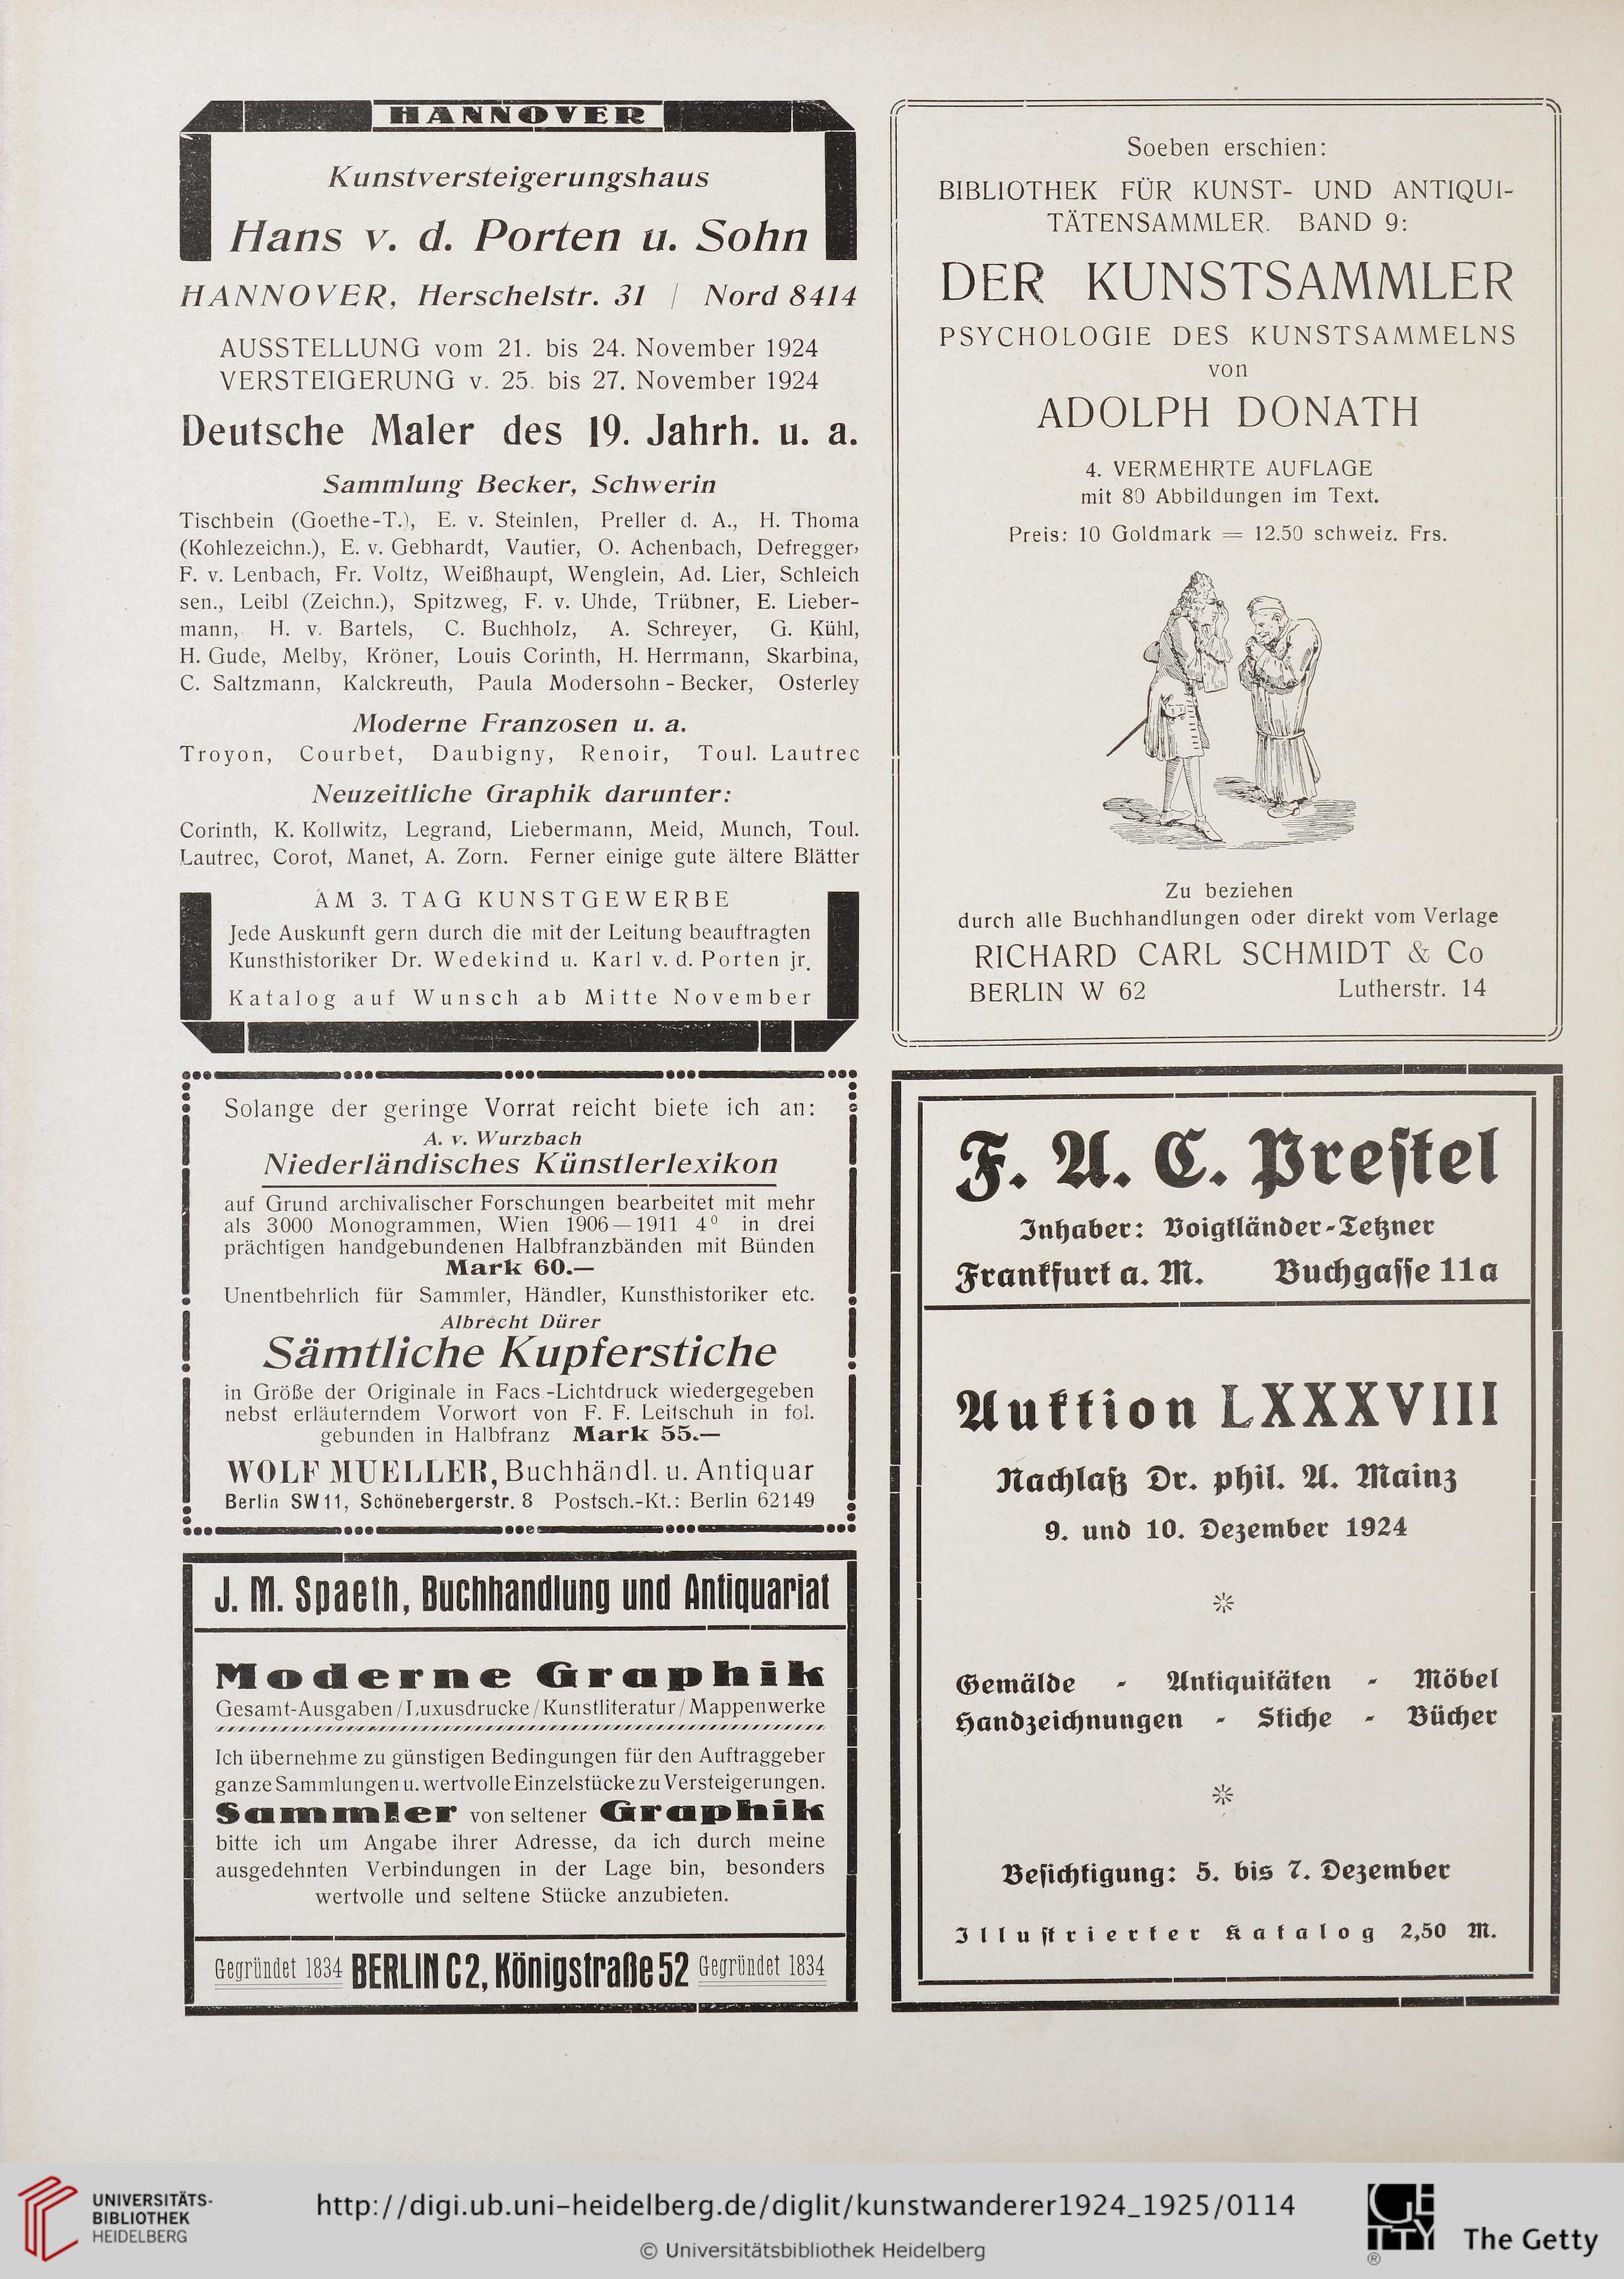 HANNOVER
Kunstversteigerungshaus
Hans v. d. Porten u. Sohn
HANNOVER, Herschelstr. 31 / Nord 8414
AUSSTELLUNG vom 21. bis 24. November 1924
VERSTEIGERUNG v. 25. bis 27. November 1924
Deutsche Maler des 19. Jahrh. u. a.
Sammlung Becker, Schwerin
Tischbein (Goethe-T.), E. v. Steinlen, Preller d. A., H. Thoma
(Kohlezeichn.), E. v. Gebhardt, Vautier, O. Achenbach, Defregger,
F. v. Lenbach, Fr. Voltz, Weißhaupt, Wenglein, Ad. Lier, Schleich
sen., Leibl (Zeichn.), Spitzweg, F. v. Uhde, Trübner, E. Lieber-
mann, H. v. Bartels, C. Buchholz, A. Schreyer, G. Kühl,
H. Gude, Melby, Kröner, Louis Corinth, H. Herrmann, Skarbina,
C. Saltzmann, Kalckreuth, Paula Modersohn-Becker, Osterley
Moderne Franzosen u. a.
Troyon, Courbet, Daubigny, Renoir, Toul. Lautrec
Neuzeitliche Graphik darunter:
Corinth, K. Kollwitz, Legrand, Liebermann, Meid, Munch, Toul.
Lautrec, Corot, Manet, A. Zorn. Ferner einige gute ältere Blätter
AM 3. TAG KUNSTGEWERBE
Jede Auskunft gern durch die mit der Leitung beauftragten
Kunsthistoriker Dr. Wedekind u. Karl v. d. Porten jr.
Katalog auf Wunsch ab Mitte November
Soeben erschien:
BIBLIOTHEK FÜR KUNST- UND ANTIQUI-
TÄTENSAMMLER. BAND 9:
DER KUNSTSAMMLER
PSYCHOLOGIE DES KUNSTSAMMELNS
von
ADOLPH DONATH
4. VERMEHRTE AUFLAGE
mit 80 Abbildungen im Text.
Preis: 10 Goldmark = 12.50 schweiz. Frs.
Zu beziehen
durch alle Buchhandlungen oder direkt vom Verlage
RICHARD CARL SCHMIDT & Co
BERLIN W 62 Lutherstr. 14
Solange der geringe Vorrat reicht biete ich an:
A. v. Wurzbach
Niederländisches Künstlerlexikon
auf Grund archivalischer Forschungen bearbeitet mit mehr
als 3000 Monogrammen, Wien 1906—1911 4° in drei
prächtigen handgebundenen Halbfranzbänden mit Bünden
Mark 60.—
Unentbehrlich für Sammler, Händler, Kunsthistoriker etc.
Albrecht Dürer
Sämtliche Kupferstiche
in Größe der Originale in Facs.-Lichtdruck wiedergegeben
nebst erläuterndem Vorwort von F. F. Leitschuh in fol.
gebunden in Halbfranz Mark 55.—
WOLF MUELLER, Buchhändl. u. Antiquar
Berlin SW11, Schönebergerstr. 8 Postsch.-Kt.: Berlin 62149
J. M. Spaeth, Buchhandlung und Antiquariat
Moderne Graphik
Gesamt-Ausgaben / Luxusdrucke / Kunstliteratur / Mappenwerke
Ich übernehme zu günstigen Bedingungen für den Auftraggeber
ganze Sammlungen u. wertvolle Einzelstücke zu Versteigerungen.
Sammler von seltener Graphik
bitte ich um Angabe ihrer Adresse, da ich durch meine
ausgedehnten Verbindungen in der Lage bin, besonders
wertvolle und seltene Stücke anzubieten.
Gegründet 1834 BERLIN C2, Königstraße 52 Gegründet 1834
F. A. C. Prestel
Inhaber: Voigtländer-Tetzner
Frankfurt a. M. Buchgasse 11a
Auktion LXXXVIII
Nachlaß Dr. phil. A. Mainz
9. und 10. Dezember 1924
Gemälde - Antiquitäten - Möbel
Handzeichnungen - Stiche - Bücher
Besichtigung: 5. bis 7. Dezember
Illustrierter Katalog 2,50 M.
UNIVERSITÄTS-
BIBLIOTHEK
HEIDELBERG
http://digi.ub.uni-heidelberg.de/diglit/kunstwanderer1924_1925/0114
© Universitätsbibliothek Heidelberg
GETTY
®
The Getty